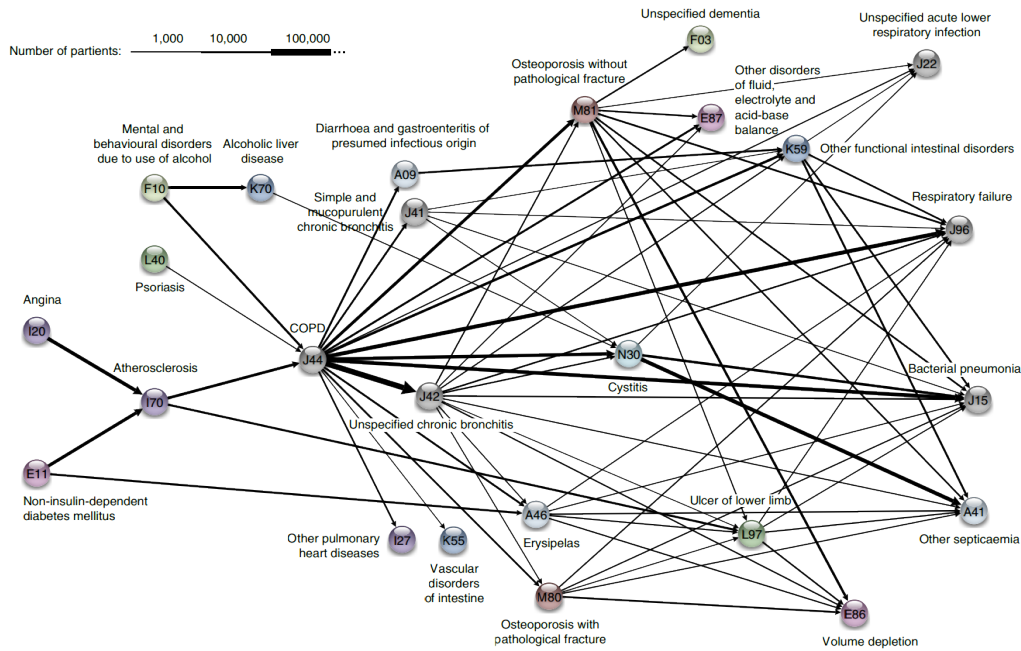 Number of partients:
1,000
10,000
100,000
Unspecified dementia
F03
Unspecified acute lower
respiratory infection
J22
Osteoporosis without
pathological fracture
M81
Other disorders
of fluid,
electrolyte and
acid-base
balance
E87
Mental and
behavioural disorders
due to use of alcohol
F10
Alcoholic liver
disease
K70
Diarrhoea and gastroenteritis of
presumed infectious origin
A09
K59
Other functional intestinal disorders
Simple and
mucopurulent
chronic bronchitis
J41
Respiratory failure
J96
L40
Psoriasis
Angina
I20
COPD
J44
N30
Cystitis
Atherosclerosis
I70
J42
Unspecified chronic bronchitis
Bacterial pneumonia
J15
E11
Non-insulin-dependent
diabetes mellitus
A46
Erysipelas
Ulcer of lower limb
L97
A41
Other septicaemia
Other pulmonary
heart diseases
I27
K55
Vascular
disorders
of intestine
M80
Osteoporosis with
pathological fracture
E86
Volume depletion